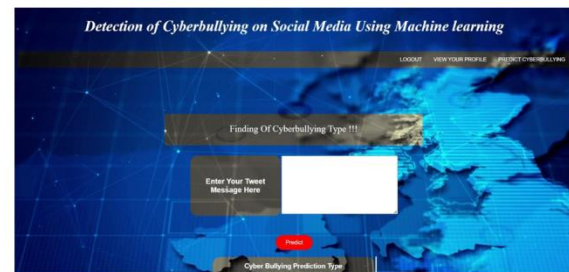 Detection of Cyberbullying on Social Media Using Machine learning
LOGOUT VIEW YOUR PROFILE PREDICT CYBERBULLYING
Finding Of Cyberbullying Type !!!
Enter Your Tweet
Message Here
Predict
Cyber Bullying Prediction Type